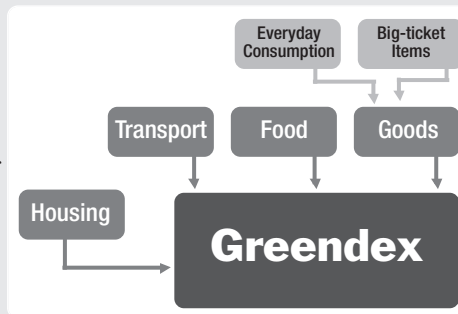 Everyday
Consumption
Big-ticket
Items
Transport
Food
Goods
Housing
Greendex